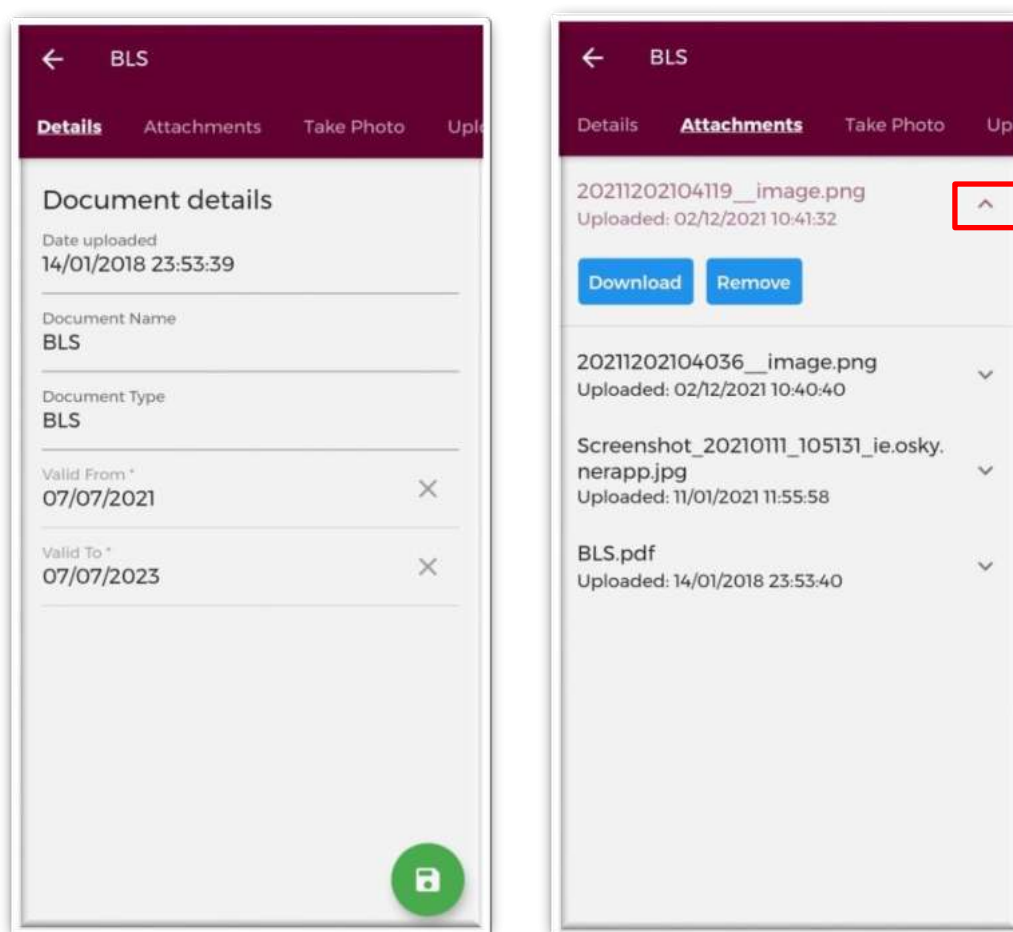 BLS
Details Attachments Take Photo Uplo
Document details
Date uploaded
14/01/2018 23:53:39
Document Name
BLS
Document Type
BLS
Valid From *
07/07/2021
Valid To *
07/07/2023
BLS
Details Attachments Take Photo Up
20211202104119__image.png
Uploaded: 02/12/2021 10:41:32
Download Remove
20211202104036__image.png
Uploaded: 02/12/2021 10:40:40
Screenshot_20210111_105131_ie.osky.
nerapp.jpg
Uploaded: 11/01/2021 11:55:58
BLS.pdf
Uploaded: 14/01/2018 23:53:40